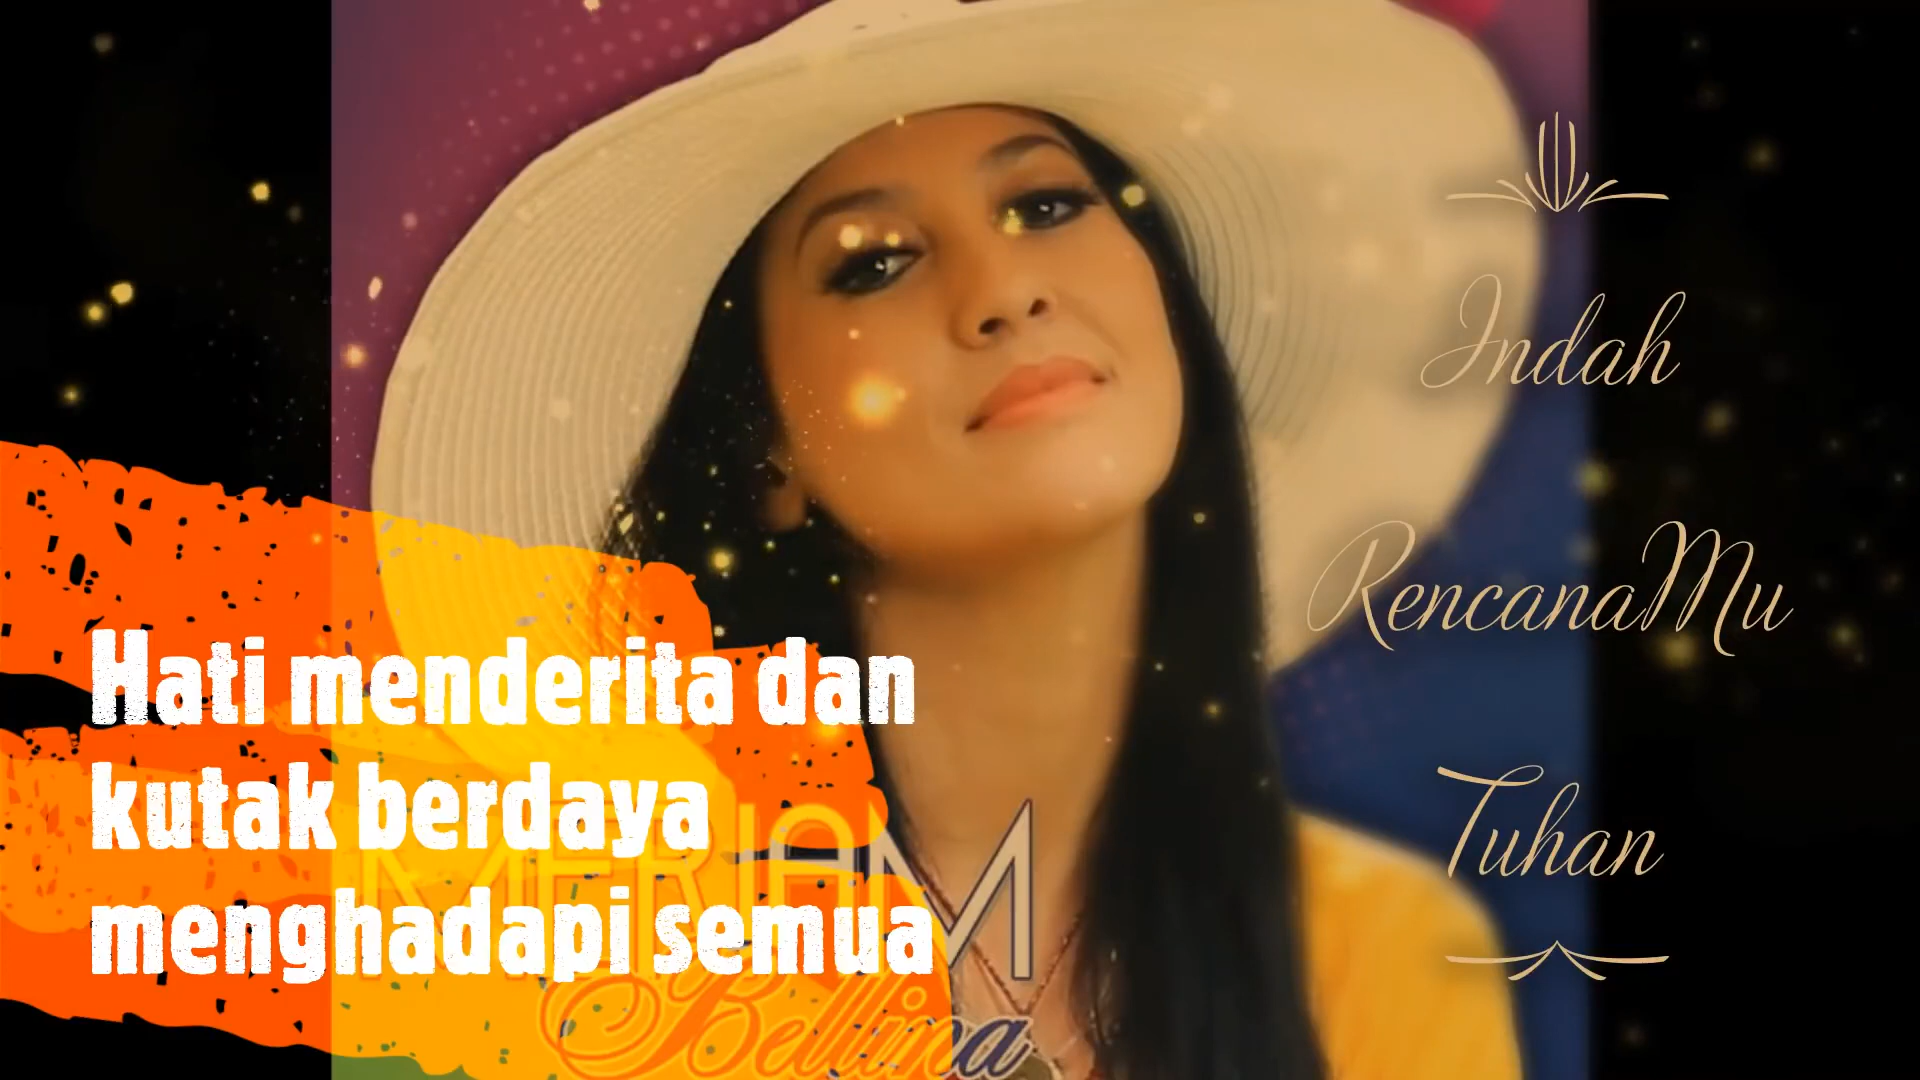 Indah
RencanaMu
Tuhan
Hati menderita dan
kutak berdaya
menghadapi semua
MERIAM
Bellina